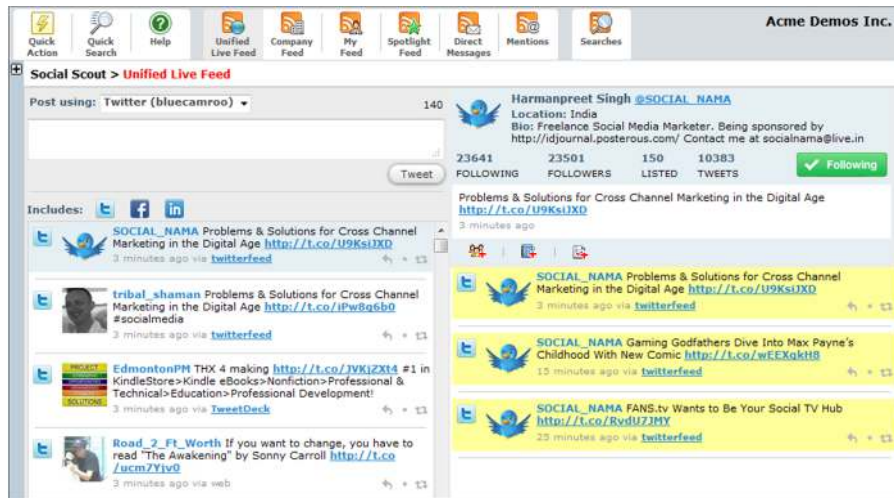 Acme Demos Inc.
Quick Action
Quick Search
Help
Unified Live Feed
Company Feed
My Feed
Spotlight Feed
Direct Messages
Mentions
Searches
Social Scout > Unified Live Feed
Post using: Twitter (bluecamroo)
140
Tweet
Includes:
SOCIAL_NAMA Problems & Solutions for Cross Channel
Marketing in the Digital Age http://t.co/U9KsiJXD
3 minutes ago via twitterfeed
tribal_shaman Problems & Solutions for Cross Channel
Marketing in the Digital Age http://t.co/iPw8q6b0
#socialmedia
3 minutes ago via twitterfeed
PROJECT
SOLUTIONS
EdmontonPM THX 4 making http://t.co/JVKjZXt4 #1 in
KindleStore>Kindle eBooks>Nonfiction>Professional &
Technical>Education>Professional Development!
3 minutes ago via TweetDeck
Road_2_Ft_Worth If you want to change, you have to
read "The Awakening" by Sonny Carroll http://t.co
/ucm7Yjv0
3 minutes ago via web
Harmanpreet Singh @SOCIAL_NAMA
Location: India
Bio: Freelance Social Media Marketer. Being sponsored by
http://idjournal.posterous.com/ Contact me at socialnama@live.in
23641 23501 150 10383
FOLLOWING FOLLOWERS LISTED TWEETS
Following
Problems & Solutions for Cross Channel Marketing in the Digital Age
http://t.co/U9KsiJXD
3 minutes ago
SOCIAL_NAMA Problems & Solutions for Cross Channel
Marketing in the Digital Age http://t.co/U9KsiJXD
3 minutes ago via twitterfeed
SOCIAL_NAMA Gaming Godfathers Dive Into Max Payne's
Childhood With New Comic http://t.co/wEEXqkH8
15 minutes ago via twitterfeed
SOCIAL_NAMA FANS.tv Wants to Be Your Social TV Hub
http://t.co/RvdU7JMY
25 minutes ago via twitterfeed